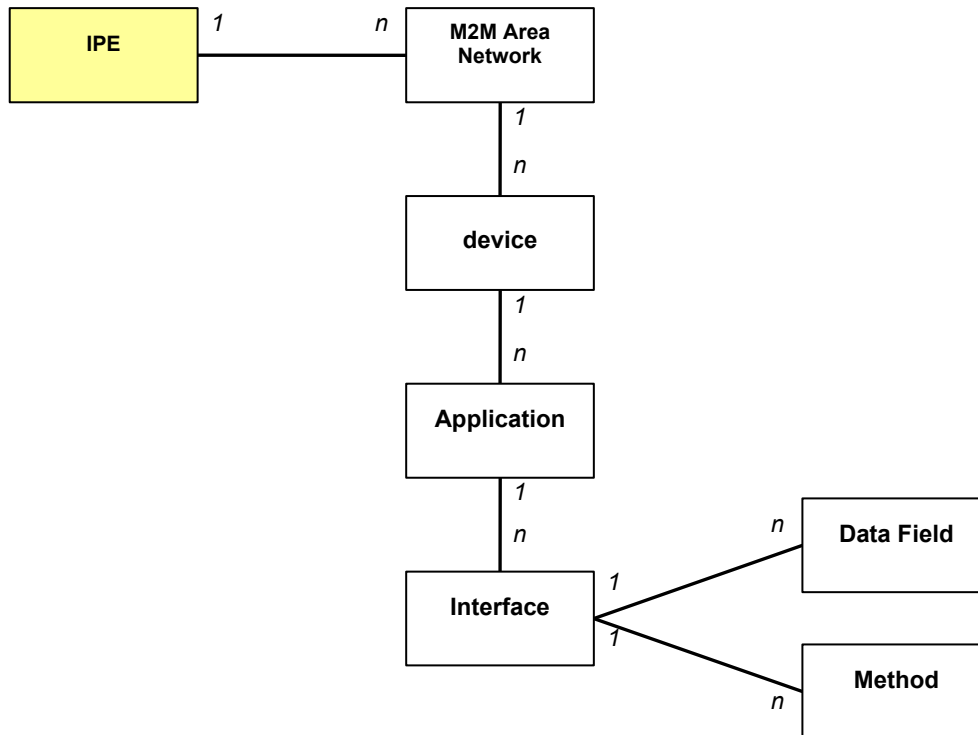 IPE
1
n
M2M Area
Network
1
n
device
1
n
Application
1
n
Interface
1
n
Data Field
1
n
Method